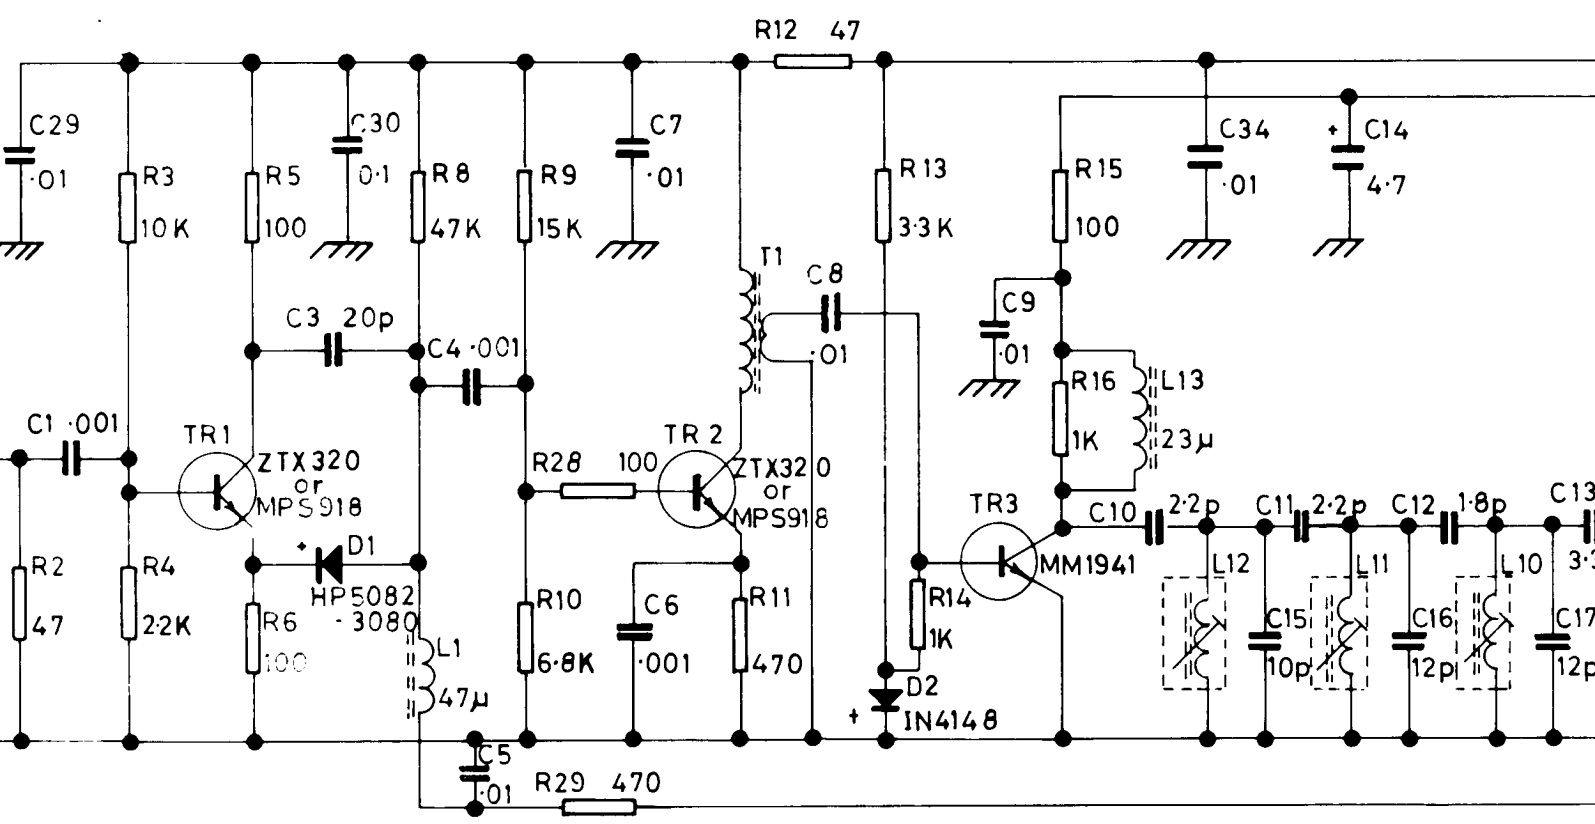 R12 47
C29
.01
R3
10K
R5
100
C30
0.1
R8
47K
R9
15K
C7
.01
R13
3.3K
R15
100
C34
.01
+ C14
4.7
T1
C8
.01
C9
.01
C3 20p
C4 .001
R16
1K
L13
23µ
C1 .001
TR1
ZTX320
or
MPS918
R28 100
TR2
ZTX320
or
MPS918
TR3
MM1941
C10 2.2p
C11 2.2p
C12 1.8p
C13
3.3
R2
47
R4
2.2K
+ D1
HP5082
-3080
R6
100
L1
47µ
R10
6.8K
C6
.001
R11
470
R14
1K
D2
+ IN4148
L12
C15
10p
L11
C16
12p
L10
C17
12p
C5
.01
R29 470